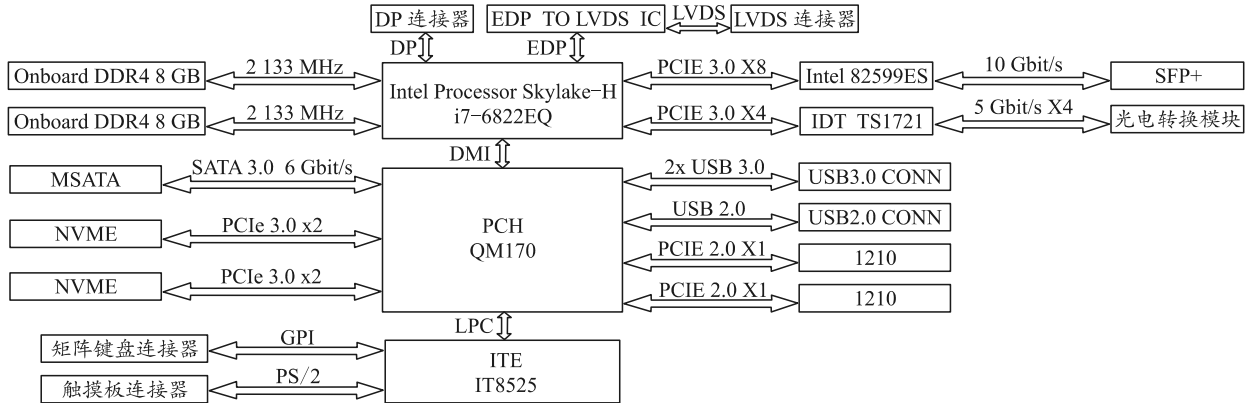 DP 连接器
EDP TO LVDS IC
LVDS
LVDS 连接器
DP
EDP
Onboard DDR4 8 GB
2 133 MHz
Intel Processor Skylake-H
i7-6822EQ
PCIE 3.0 X8
Intel 82599ES
10 Gbit/s
SFP+
Onboard DDR4 8 GB
2 133 MHz
PCIE 3.0 X4
IDT TS1721
5 Gbit/s X4
光电转换模块
DMI
MSATA
SATA 3.0 6 Gbit/s
PCH
QM170
2x USB 3.0
USB3.0 CONN
USB 2.0
USB2.0 CONN
NVME
PCIe 3.0 x2
PCIE 2.0 X1
1210
NVME
PCIe 3.0 x2
PCIE 2.0 X1
1210
LPC
矩阵键盘连接器
GPI
ITE
IT8525
触摸板连接器
PS/2